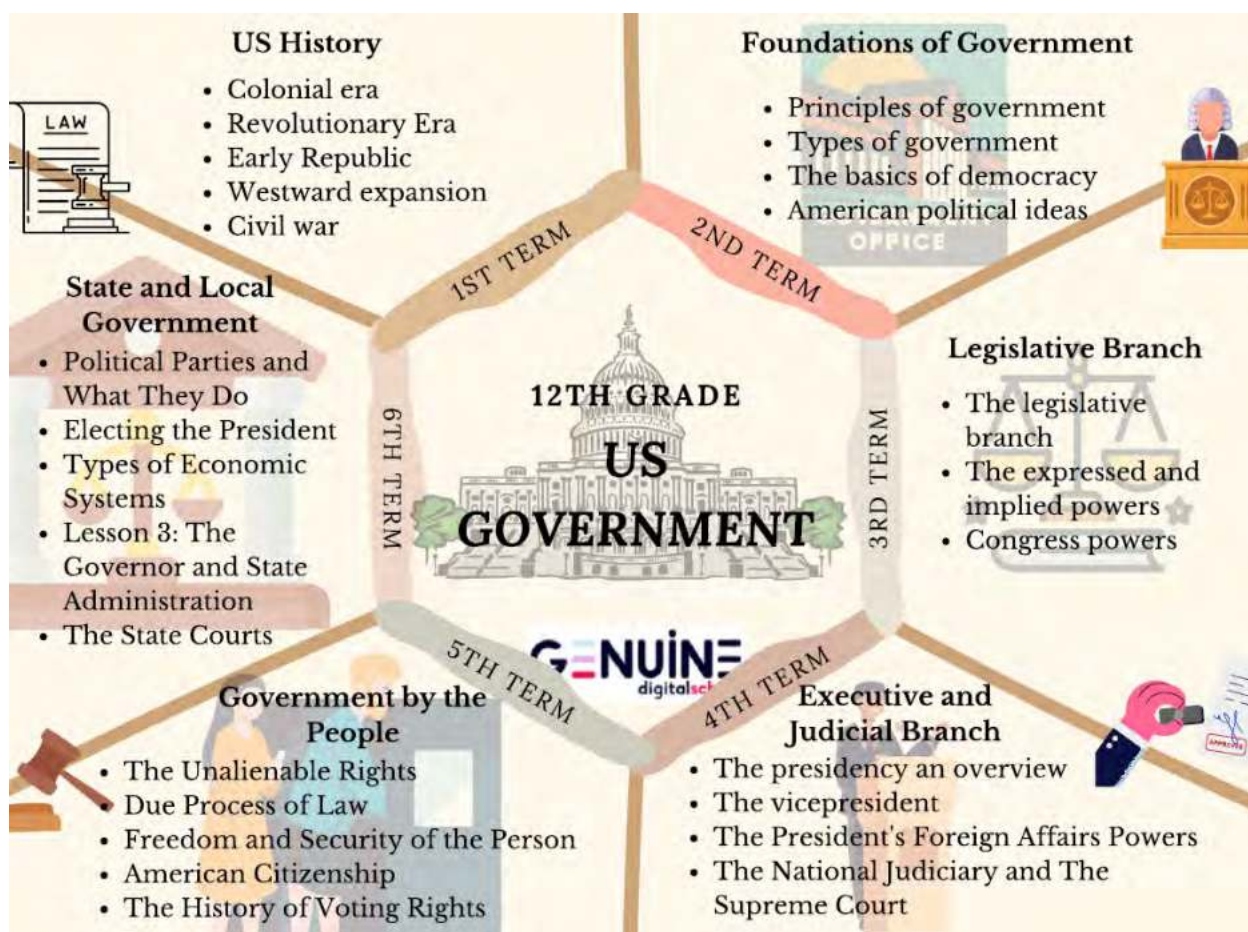 US History
• Colonial era
• Revolutionary Era
• Early Republic
• Westward expansion
• Civil war
LAW
1ST TERM
Foundations of Government
• Principles of government
• Types of government
• The basics of democracy
• American political ideas
OFFICE
2ND TERM
Legislative Branch
• The legislative
branch
• The expressed and
implied powers
• Congress powers
3RD TERM
12TH GRADE
US
GOVERNMENT
GENUINE
Executive and
Judicial Branch
• The presidency an overview
• The vicepresident
• The President's Foreign Affairs Powers
• The National Judiciary and The
Supreme Court
4TH TERM
APPROVED
Government by the
People
• The Unalienable Rights
• Due Process of Law
• Freedom and Security of the Person
• American Citizenship
• The History of Voting Rights
5TH TERM
State and Local
Government
• Political Parties and
What They Do
• Electing the President
• Types of Economic
Systems
• Lesson 3: The
Governor and State
Administration
• The State Courts
6TH TERM